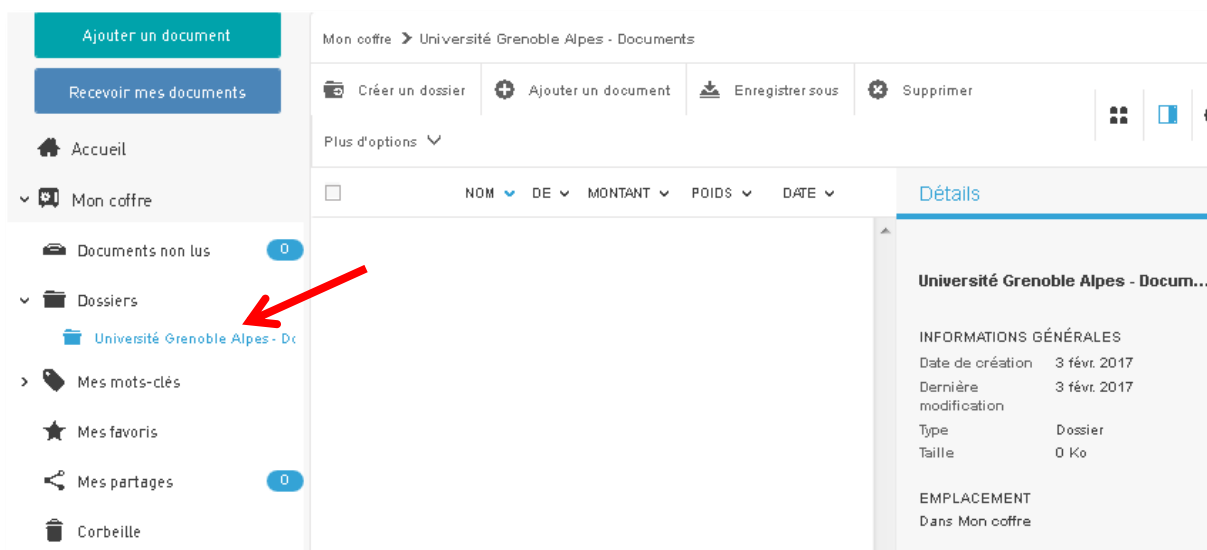 Ajouter un document
Recevoir mes documents
Accueil
Mon coffre
Documents non lus 0
Dossiers
Université Grenoble Alpes - Dc
Mes mots-clés
Mes favoris
Mes partages 0
Corbeille
Mon coffre > Université Grenoble Alpes - Documents
Créer un dossier Ajouter un document Enregistrer sous Supprimer
Plus d'options
NOM DE MONTANT POIDS DATE
Détails
Université Grenoble Alpes - Docum...
INFORMATIONS GÉNÉRALES
Date de création 3 févr. 2017
Dernière 3 févr. 2017
modification
Type Dossier
Taille 0 Ko
EMPLACEMENT
Dans Mon coffre